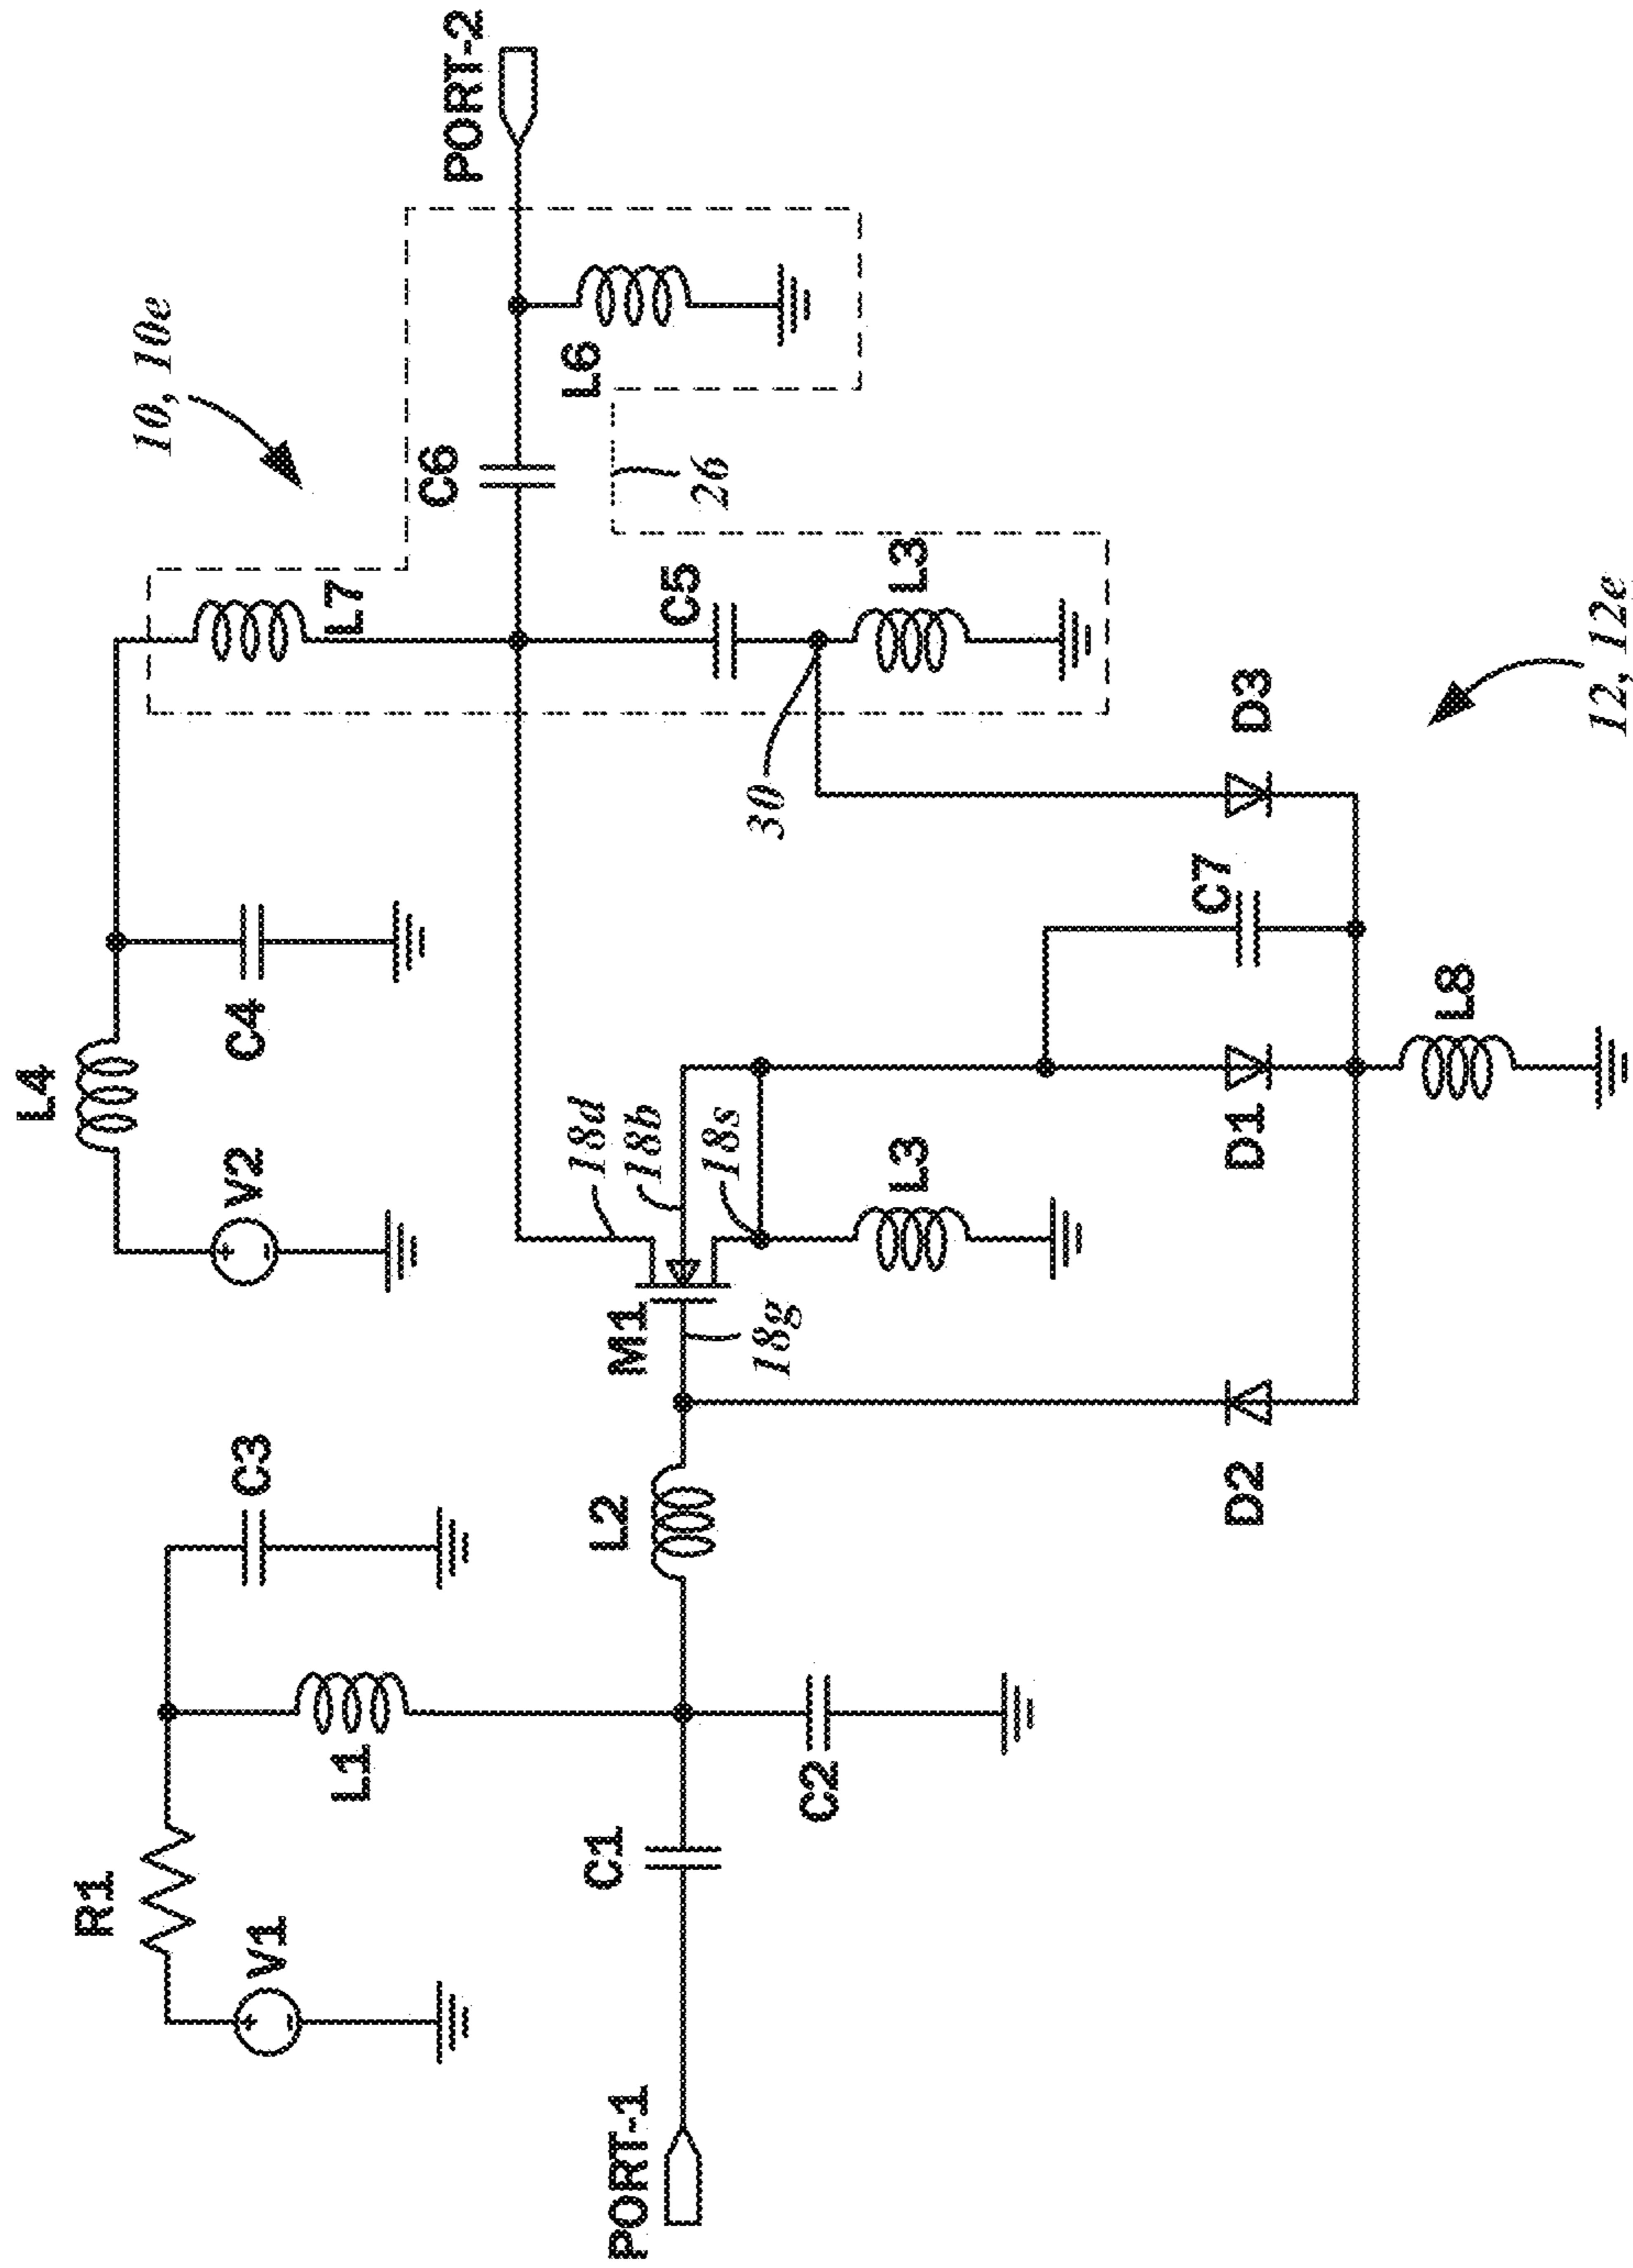 PORT-1
C1
R1
V1
L1
C2
C3
L2
D2
M1
18g
18d
18b
18s
L3
V2
L4
C4
D1
L8
C7
30
D3
L7
C5
L3
C6
26
10, 10e
12, 12e
L6
PORT-2